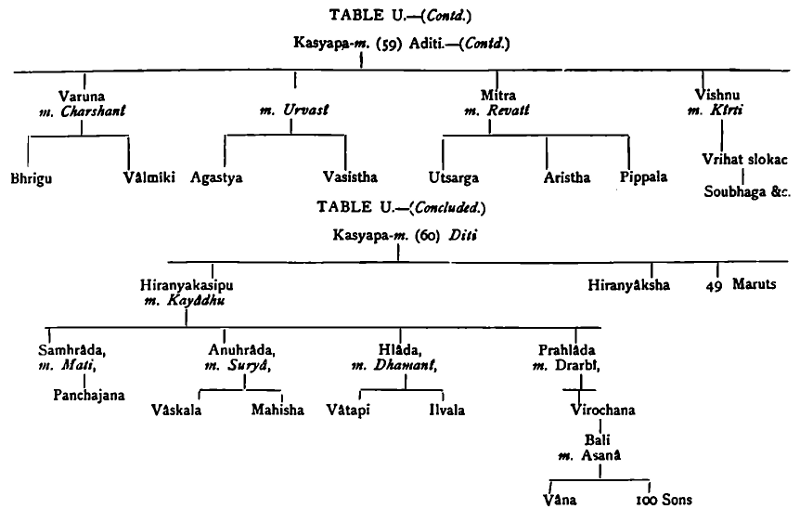 TABLE U.—(Contd.)
Kasyapa-m. (59) Aditi.—(Contd.)
Varuna Mitra Vishnu
m. Charshanî m. Urvasî m. Revatî m. Kîrti
Vrihat slokac
Bhrigu Vâlmiki Agastya Vasistha Utsarga Aristha Pippala
Soubhaga &c.
TABLE U.—(Concluded.)
Kasyapa-m. (60) Diti
Hiranyakasipu Hiranyâksha 49 Maruts
m. Kayâdhu
Samhrâda, Anuhrâda, Hlâda, Prahlâda
m. Mati, m. Suryâ, m. Dhamanî, m. Drarbî,
Panchajana
Vâskala Mahisha Vâtapi Ilvala Virochana
Bali
m. Asanâ
Vâna 100 Sons